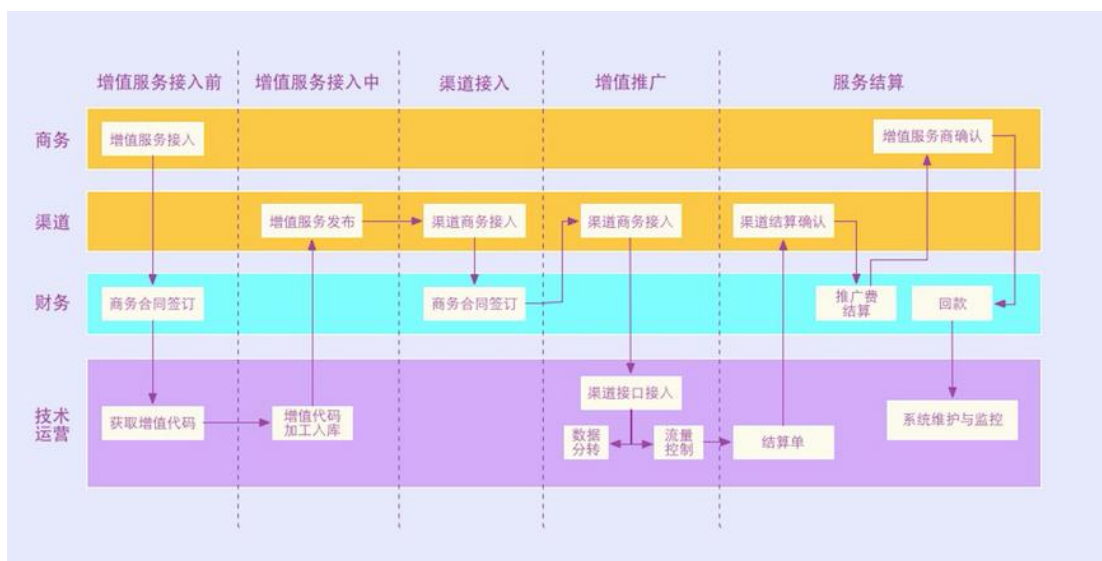 增值服务接入前
增值服务接入中
渠道接入
增值推广
服务结算
商务
增值服务接入
增值服务商确认
渠道
增值服务发布
渠道商务接入
渠道商务接入
渠道结算确认
财务
商务合同签订
商务合同签订
推广费
结算
回款
技术
运营
获取增值代码
增值代码
加工入库
渠道接口接入
数据
分转
流量
控制
结算单
系统维护与监控